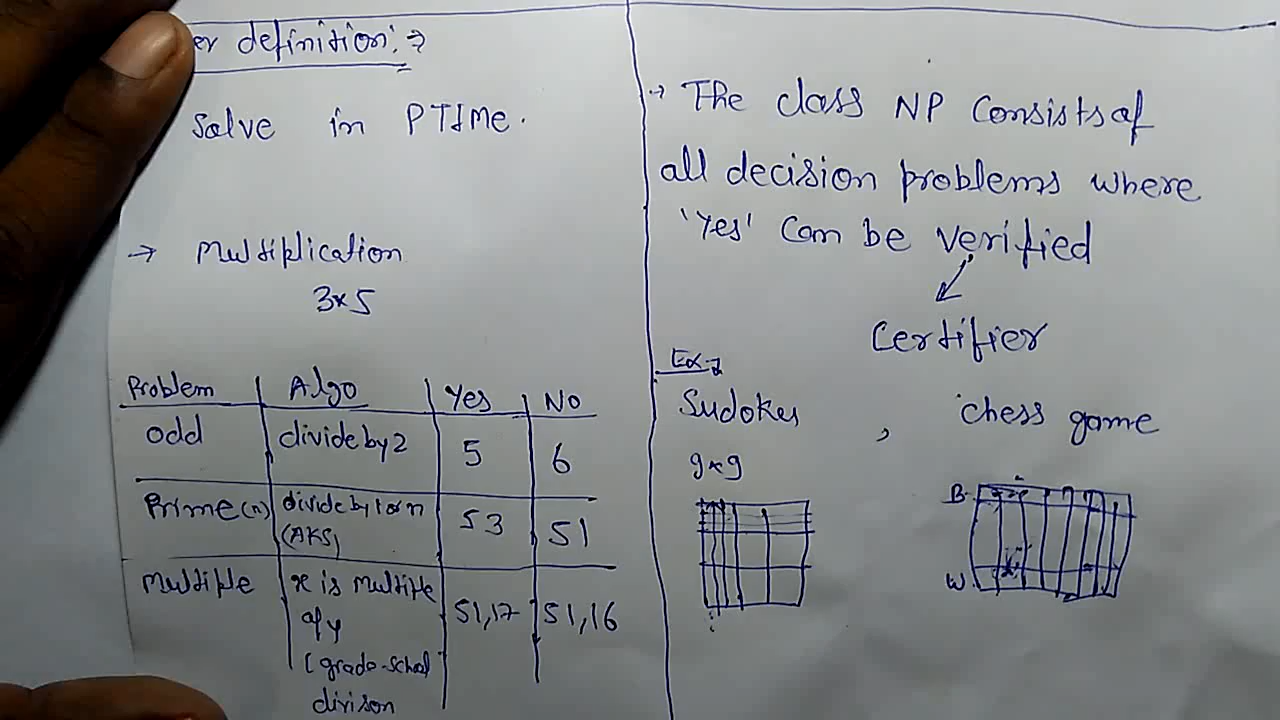 er definition:→
Solve in PTIMe.
→ Multiplication
3×5
Problem | Algo | Yes | No
odd | divide by 2 | 5 | 6
Prime(n) | divide by 1 or n (AKS) | 53 | 51
Multiple | x is multiple of y (grade-school divison | 51,17 | 51,16
→ The class NP Consists of
all decision problems where
'Yes' Can be verified
Certifier
Ex-
Sudoku , chess game
9×9
B
W